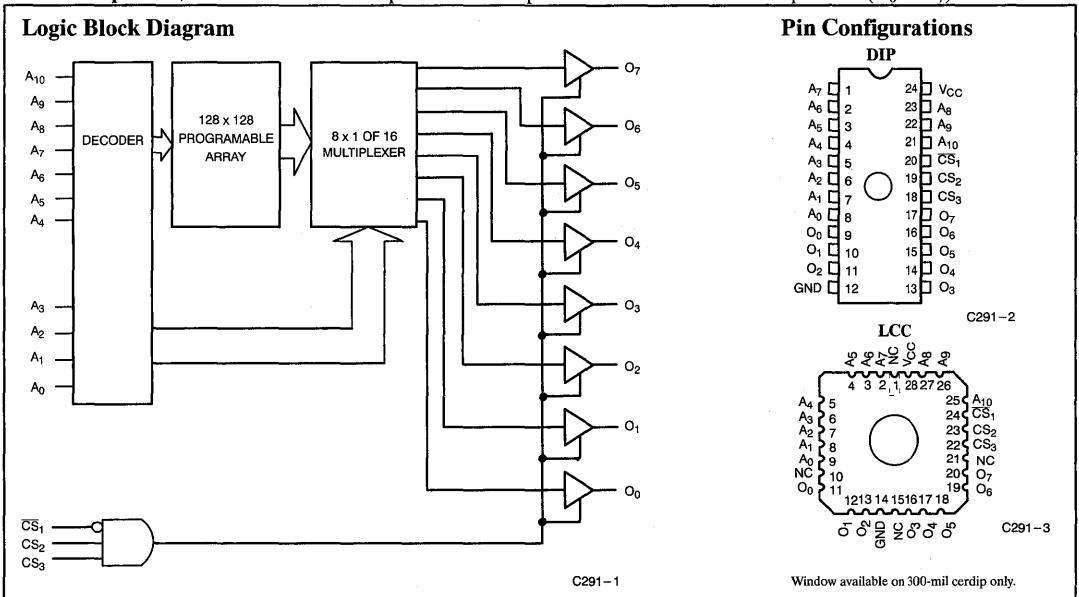 Logic Block Diagram
A10
A9
A8
A7
A6
A5
A4
A3
A2
A1
A0
DECODER
128 x 128
PROGRAMABLE
ARRAY
8 x 1 OF 16
MULTIPLEXER
O7
O6
O5
O4
O3
O2
O1
O0
CS1
CS2
CS3
C291-1
Pin Configurations
DIP
A7 1 24 VCC
A6 2 23 A8
A5 3 22 A9
A4 4 21 A10
A3 5 20 CS1
A2 6 19 CS2
A1 7 18 CS3
A0 8 17 O7
O0 9 16 O6
O1 10 15 O5
O2 11 14 O4
GND 12 13 O3
C291-2
LCC
A5 A6 A7 NC VCC A8 A9
4 3 2 1 28 27 26
A4 5 25 A10
A3 6 24 CS1
A2 7 23 CS2
A1 8 22 CS3
A0 9 21 NC
NC 10 20 O7
O0 11 19 O6
12 13 14 15 16 17 18
O1 O2 GND NC O3 O4 O5
C291-3
Window available on 300-mil cerdip only.